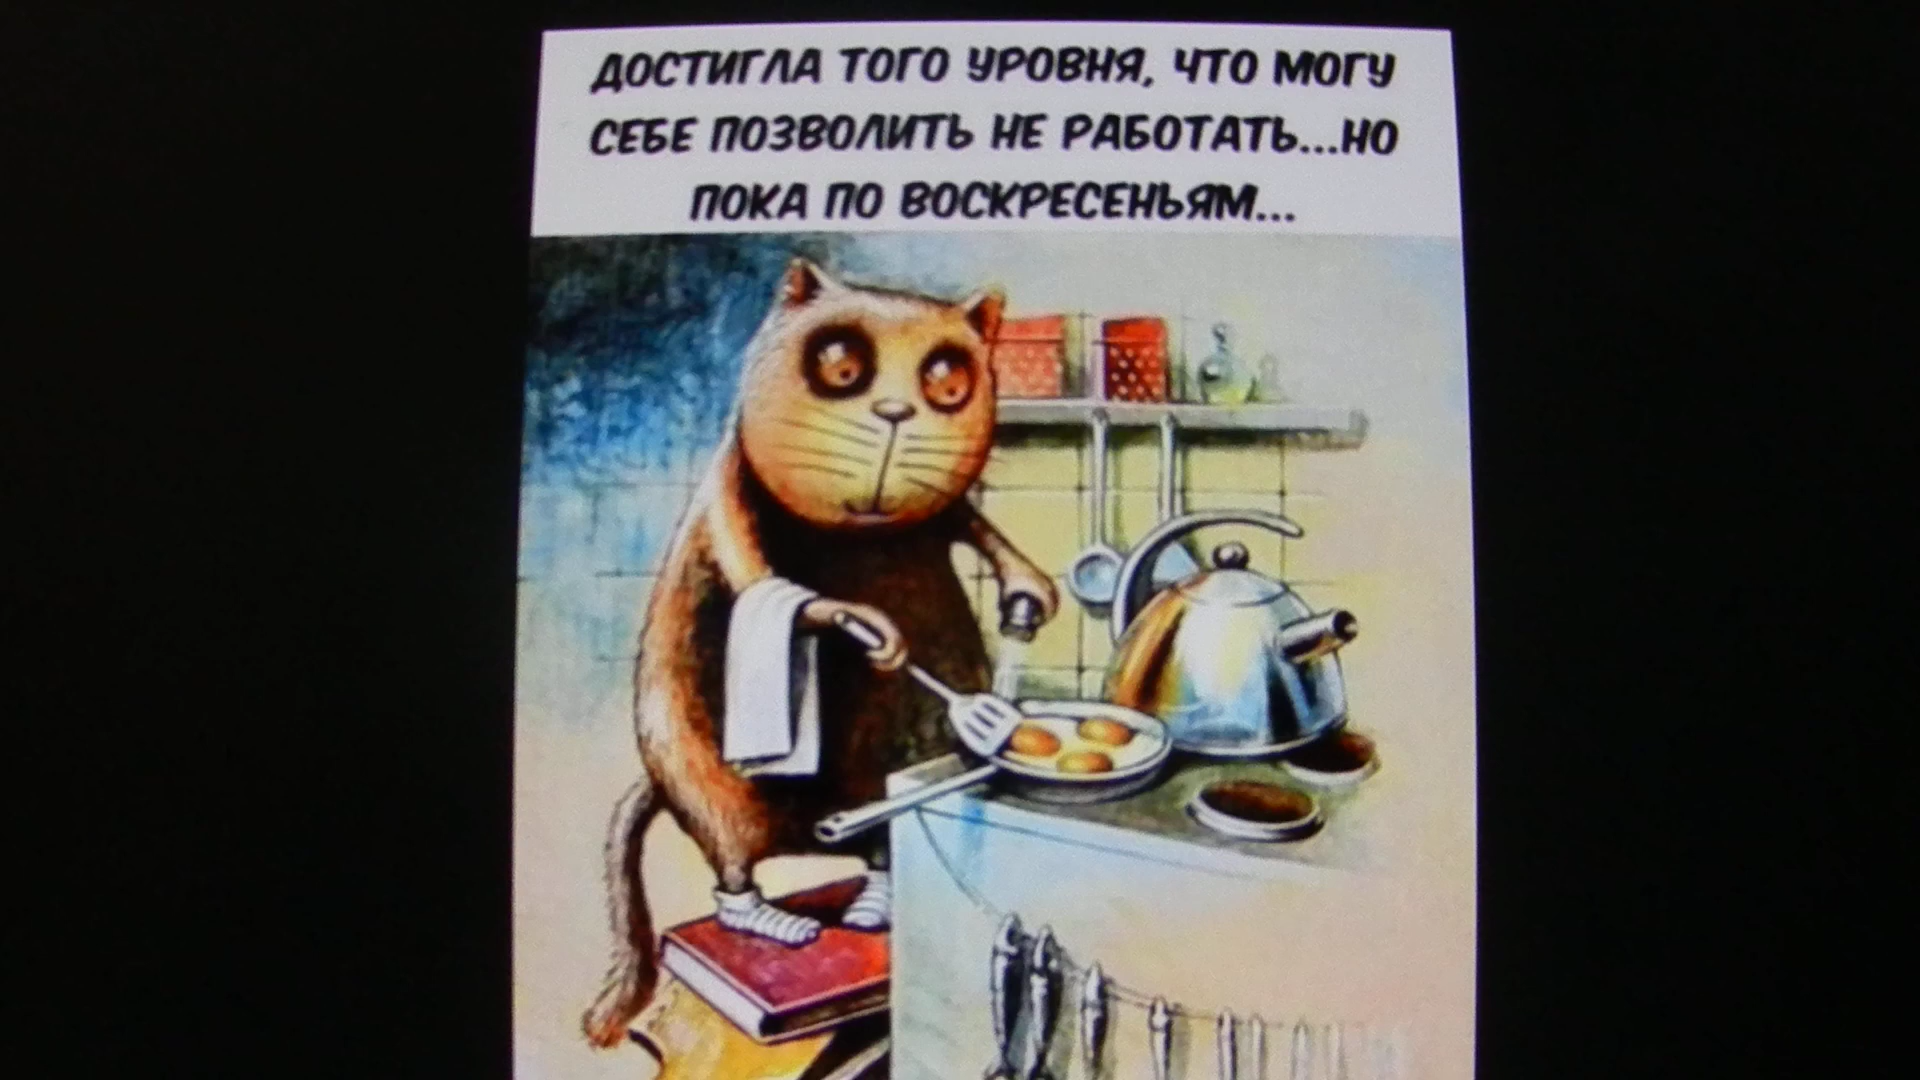 ДОСТИГЛА ТОГО УРОВНЯ, ЧТО МОГУ
СЕБЕ ПОЗВОЛИТЬ НЕ РАБОТАТЬ...НО
ПОКА ПО ВОСКРЕСЕНЬЯМ...